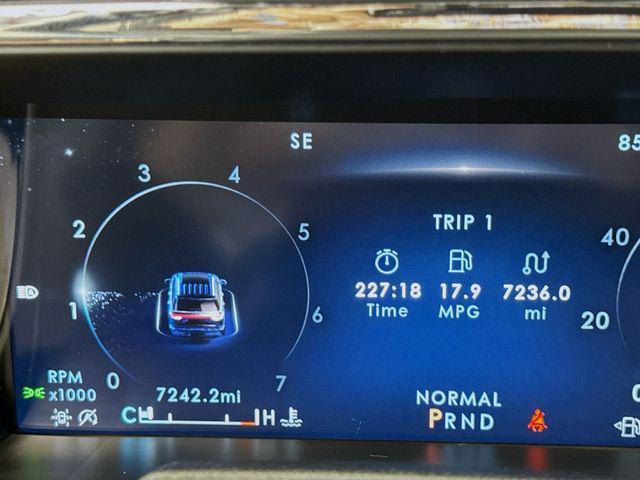 SE
85
3
4
2
5
1
6
0
7
RPM
x1000
7242.2mi
C
H
TRIP 1
227:18 17.9 7236.0
Time MPG mi
NORMAL
PRND
40
20
0